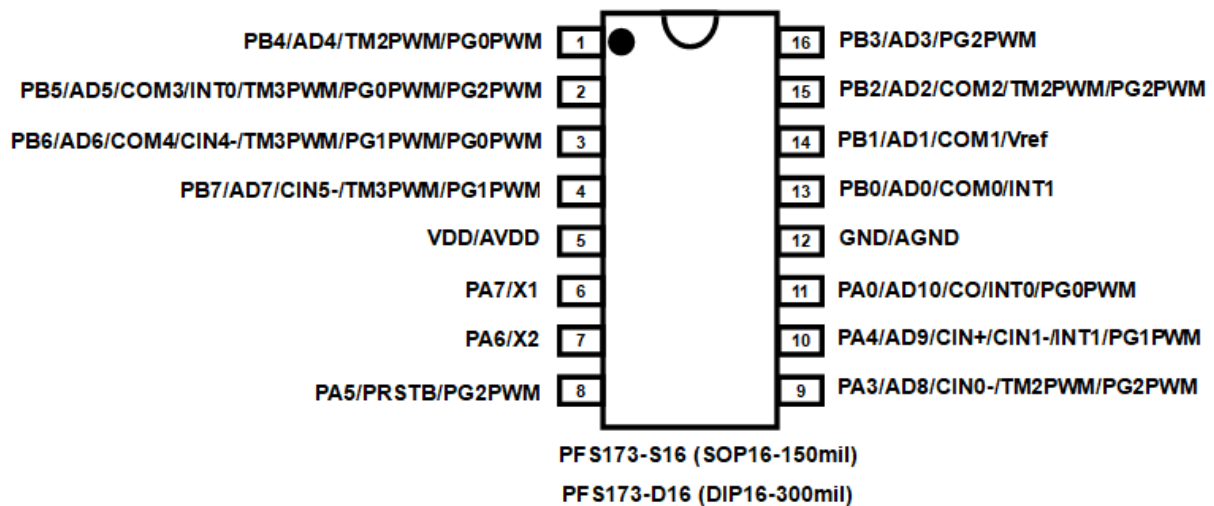 PB4/AD4/TM2PWM/PG0PWM 1 16 PB3/AD3/PG2PWM
PB5/AD5/COM3/INT0/TM3PWM/PG0PWM/PG2PWM 2 15 PB2/AD2/COM2/TM2PWM/PG2PWM
PB6/AD6/COM4/CIN4-/TM3PWM/PG1PWM/PG0PWM 3 14 PB1/AD1/COM1/Vref
PB7/AD7/CIN5-/TM3PWM/PG1PWM 4 13 PB0/AD0/COM0/INT1
VDD/AVDD 5 12 GND/AGND
PA7/X1 6 11 PA0/AD10/CO/INT0/PG0PWM
PA6/X2 7 10 PA4/AD9/CIN+/CIN1-/INT1/PG1PWM
PA5/PRSTB/PG2PWM 8 9 PA3/AD8/CIN0-/TM2PWM/PG2PWM
PFS173-S16 (SOP16-150mil)
PFS173-D16 (DIP16-300mil)